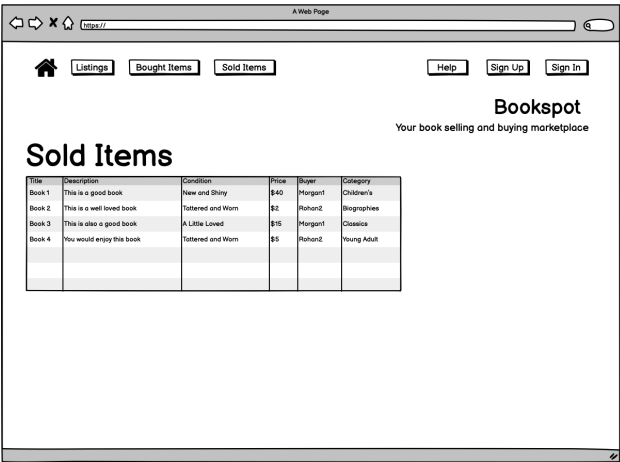 A Web Page
https://
Listings Bought Items Sold Items Help Sign Up Sign In
Bookspot
Your book selling and buying marketplace
Sold Items
Title Description Condition Price Buyer Category
Book 1 This is a good book New and Shiny $40 Morgan1 Children's
Book 2 This is a well loved book Tattered and Worn $2 Rohan2 Biographies
Book 3 This is also a good book A Little Loved $15 Morgan1 Classics
Book 4 You would enjoy this book Tattered and Worn $5 Rohan2 Young Adult